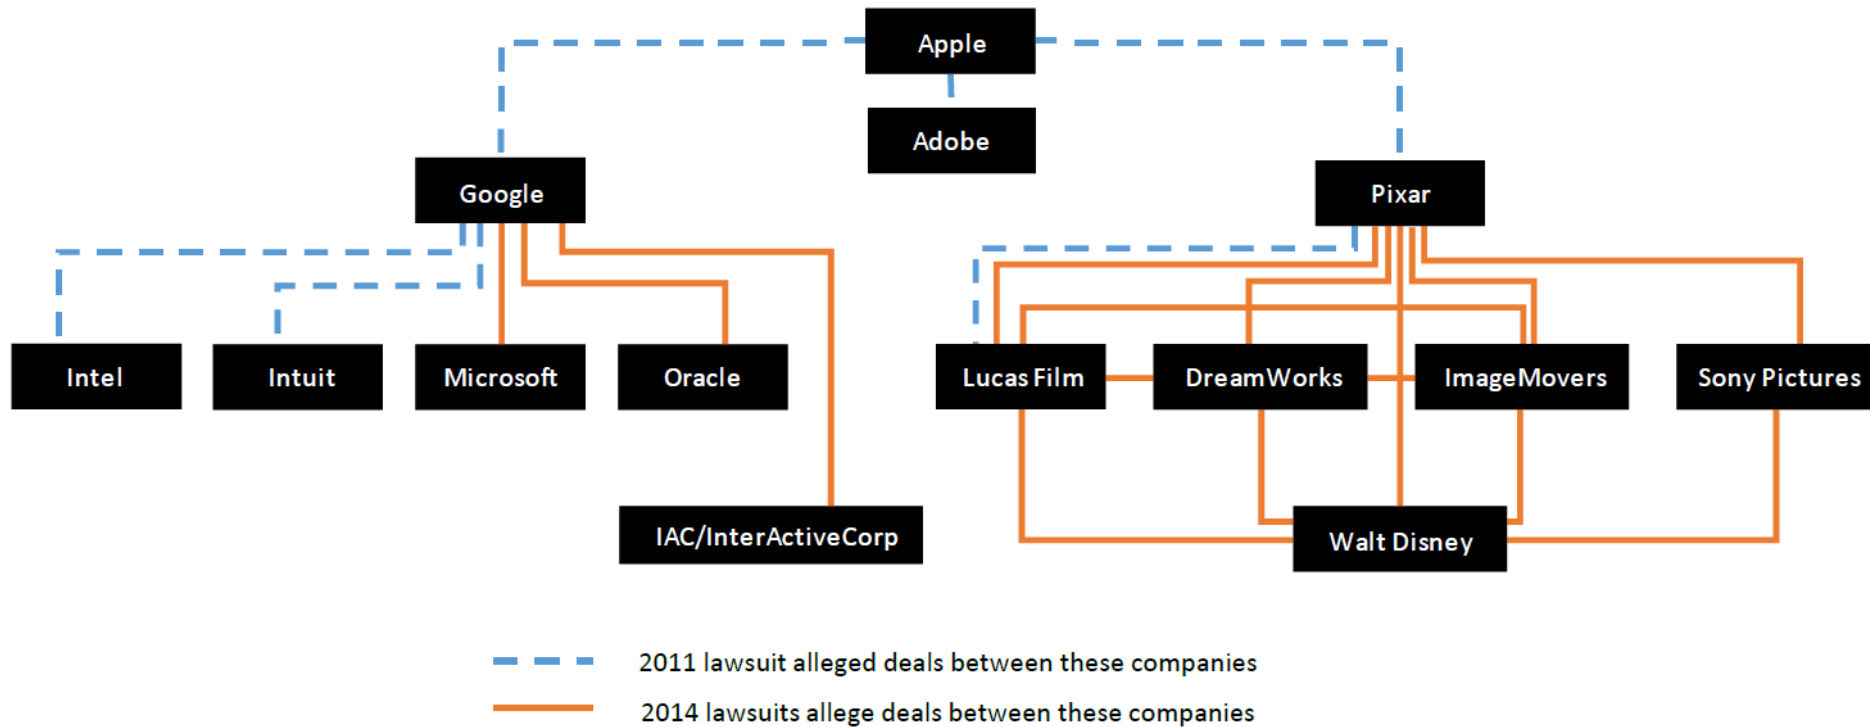 Apple
Adobe
Google
Pixar
Intel
Intuit
Microsoft
Oracle
Lucas Film
DreamWorks
ImageMovers
Sony Pictures
IAC/InterActiveCorp
Walt Disney
2011 lawsuit alleged deals between these companies
2014 lawsuits allege deals between these companies